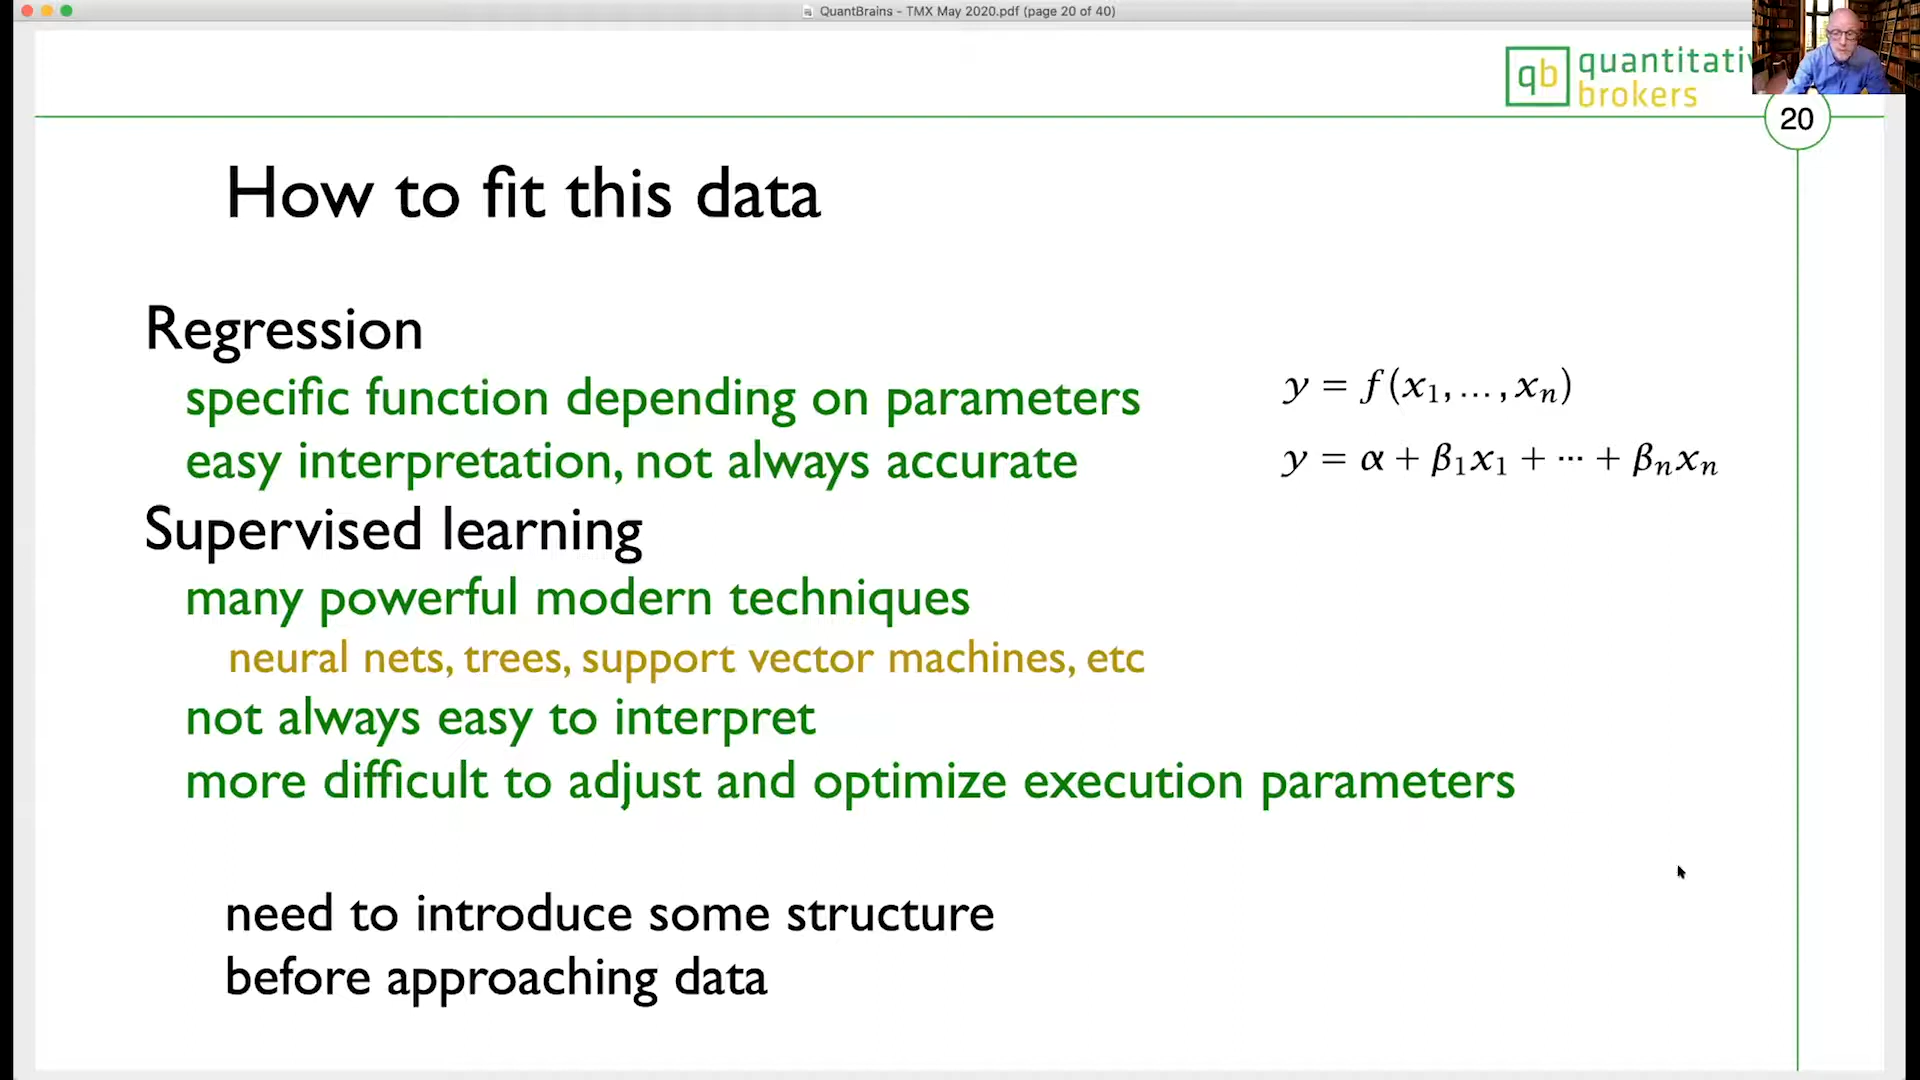 QuantBrains - TMX May 2020.pdf (page 20 of 40)
qb quantitati
brokers
20
How to fit this data
Regression
specific function depending on parameters
y = f(x₁, … , xₙ)
easy interpretation, not always accurate
y = α + β₁x₁ + ⋯ + βₙxₙ
Supervised learning
many powerful modern techniques
neural nets, trees, support vector machines, etc
not always easy to interpret
more difficult to adjust and optimize execution parameters
need to introduce some structure
before approaching data